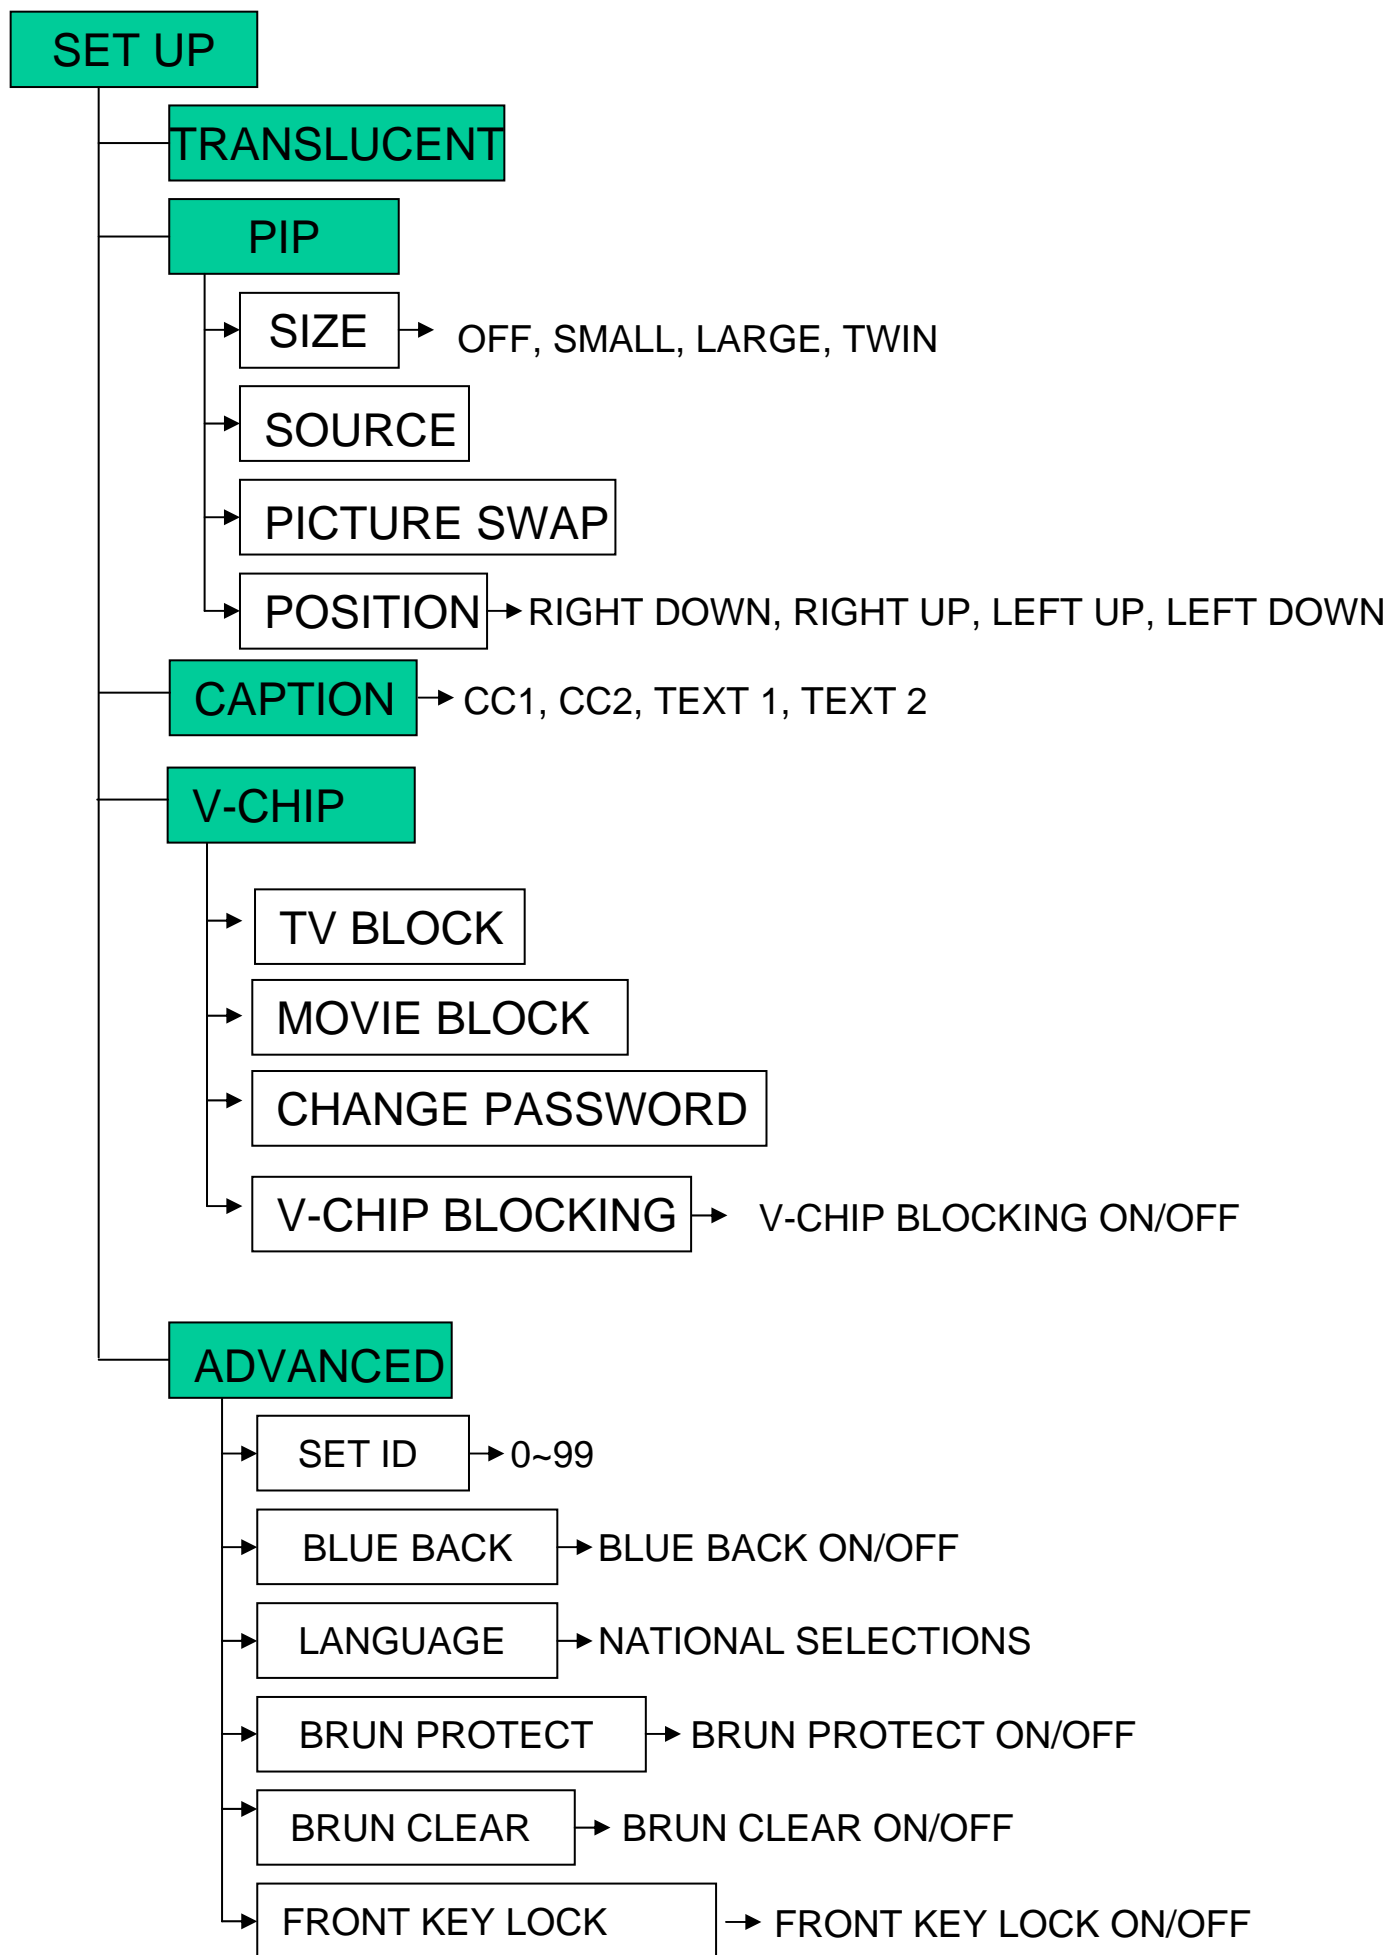 SET UP
TRANSLUCENT
PIP
SIZE
OFF, SMALL, LARGE, TWIN
SOURCE
PICTURE SWAP
POSITION
RIGHT DOWN, RIGHT UP, LEFT UP, LEFT DOWN
CAPTION
CC1, CC2, TEXT 1, TEXT 2
V-CHIP
TV BLOCK
MOVIE BLOCK
CHANGE PASSWORD
V-CHIP BLOCKING
V-CHIP BLOCKING ON/OFF
ADVANCED
SET ID
0~99
BLUE BACK
BLUE BACK ON/OFF
LANGUAGE
NATIONAL SELECTIONS
BRUN PROTECT
BRUN PROTECT ON/OFF
BRUN CLEAR
BRUN CLEAR ON/OFF
FRONT KEY LOCK
FRONT KEY LOCK ON/OFF